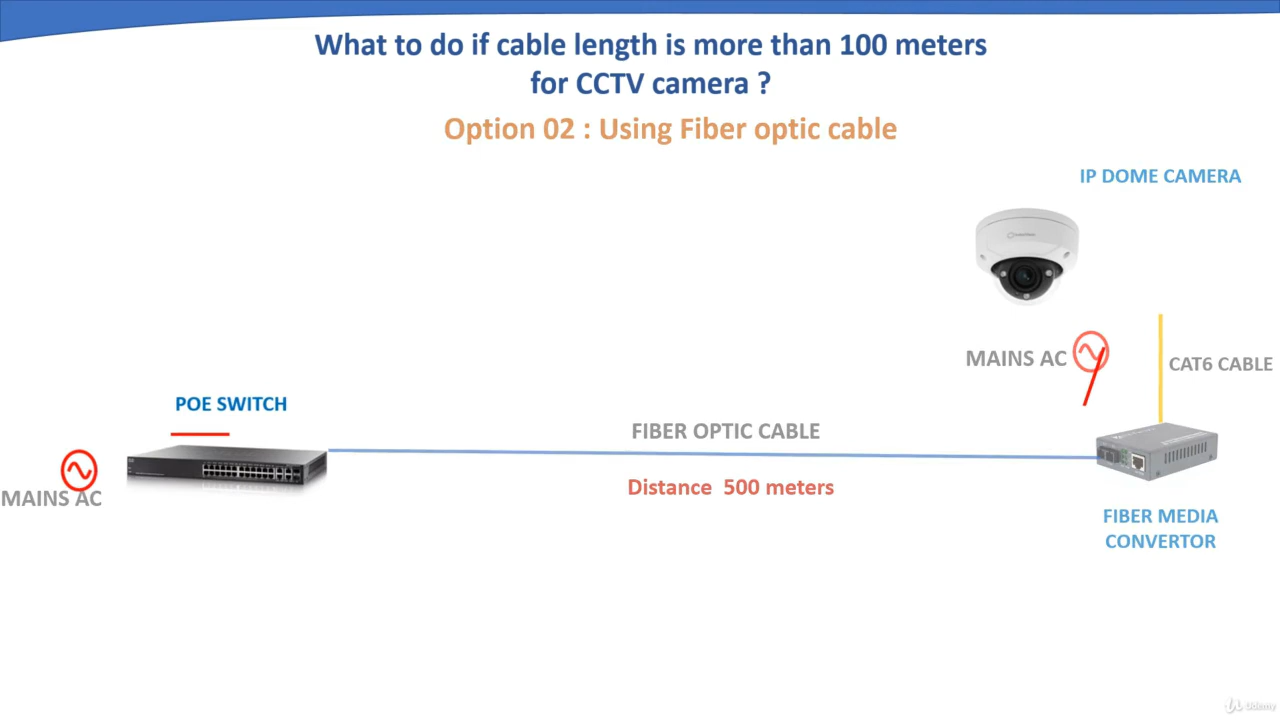 What to do if cable length is more than 100 meters
for CCTV camera ?
Option 02 : Using Fiber optic cable
IP DOME CAMERA
MAINS AC
CAT6 CABLE
POE SWITCH
FIBER OPTIC CABLE
MAINS AC
Distance 500 meters
FIBER MEDIA
CONVERTOR
Udemy